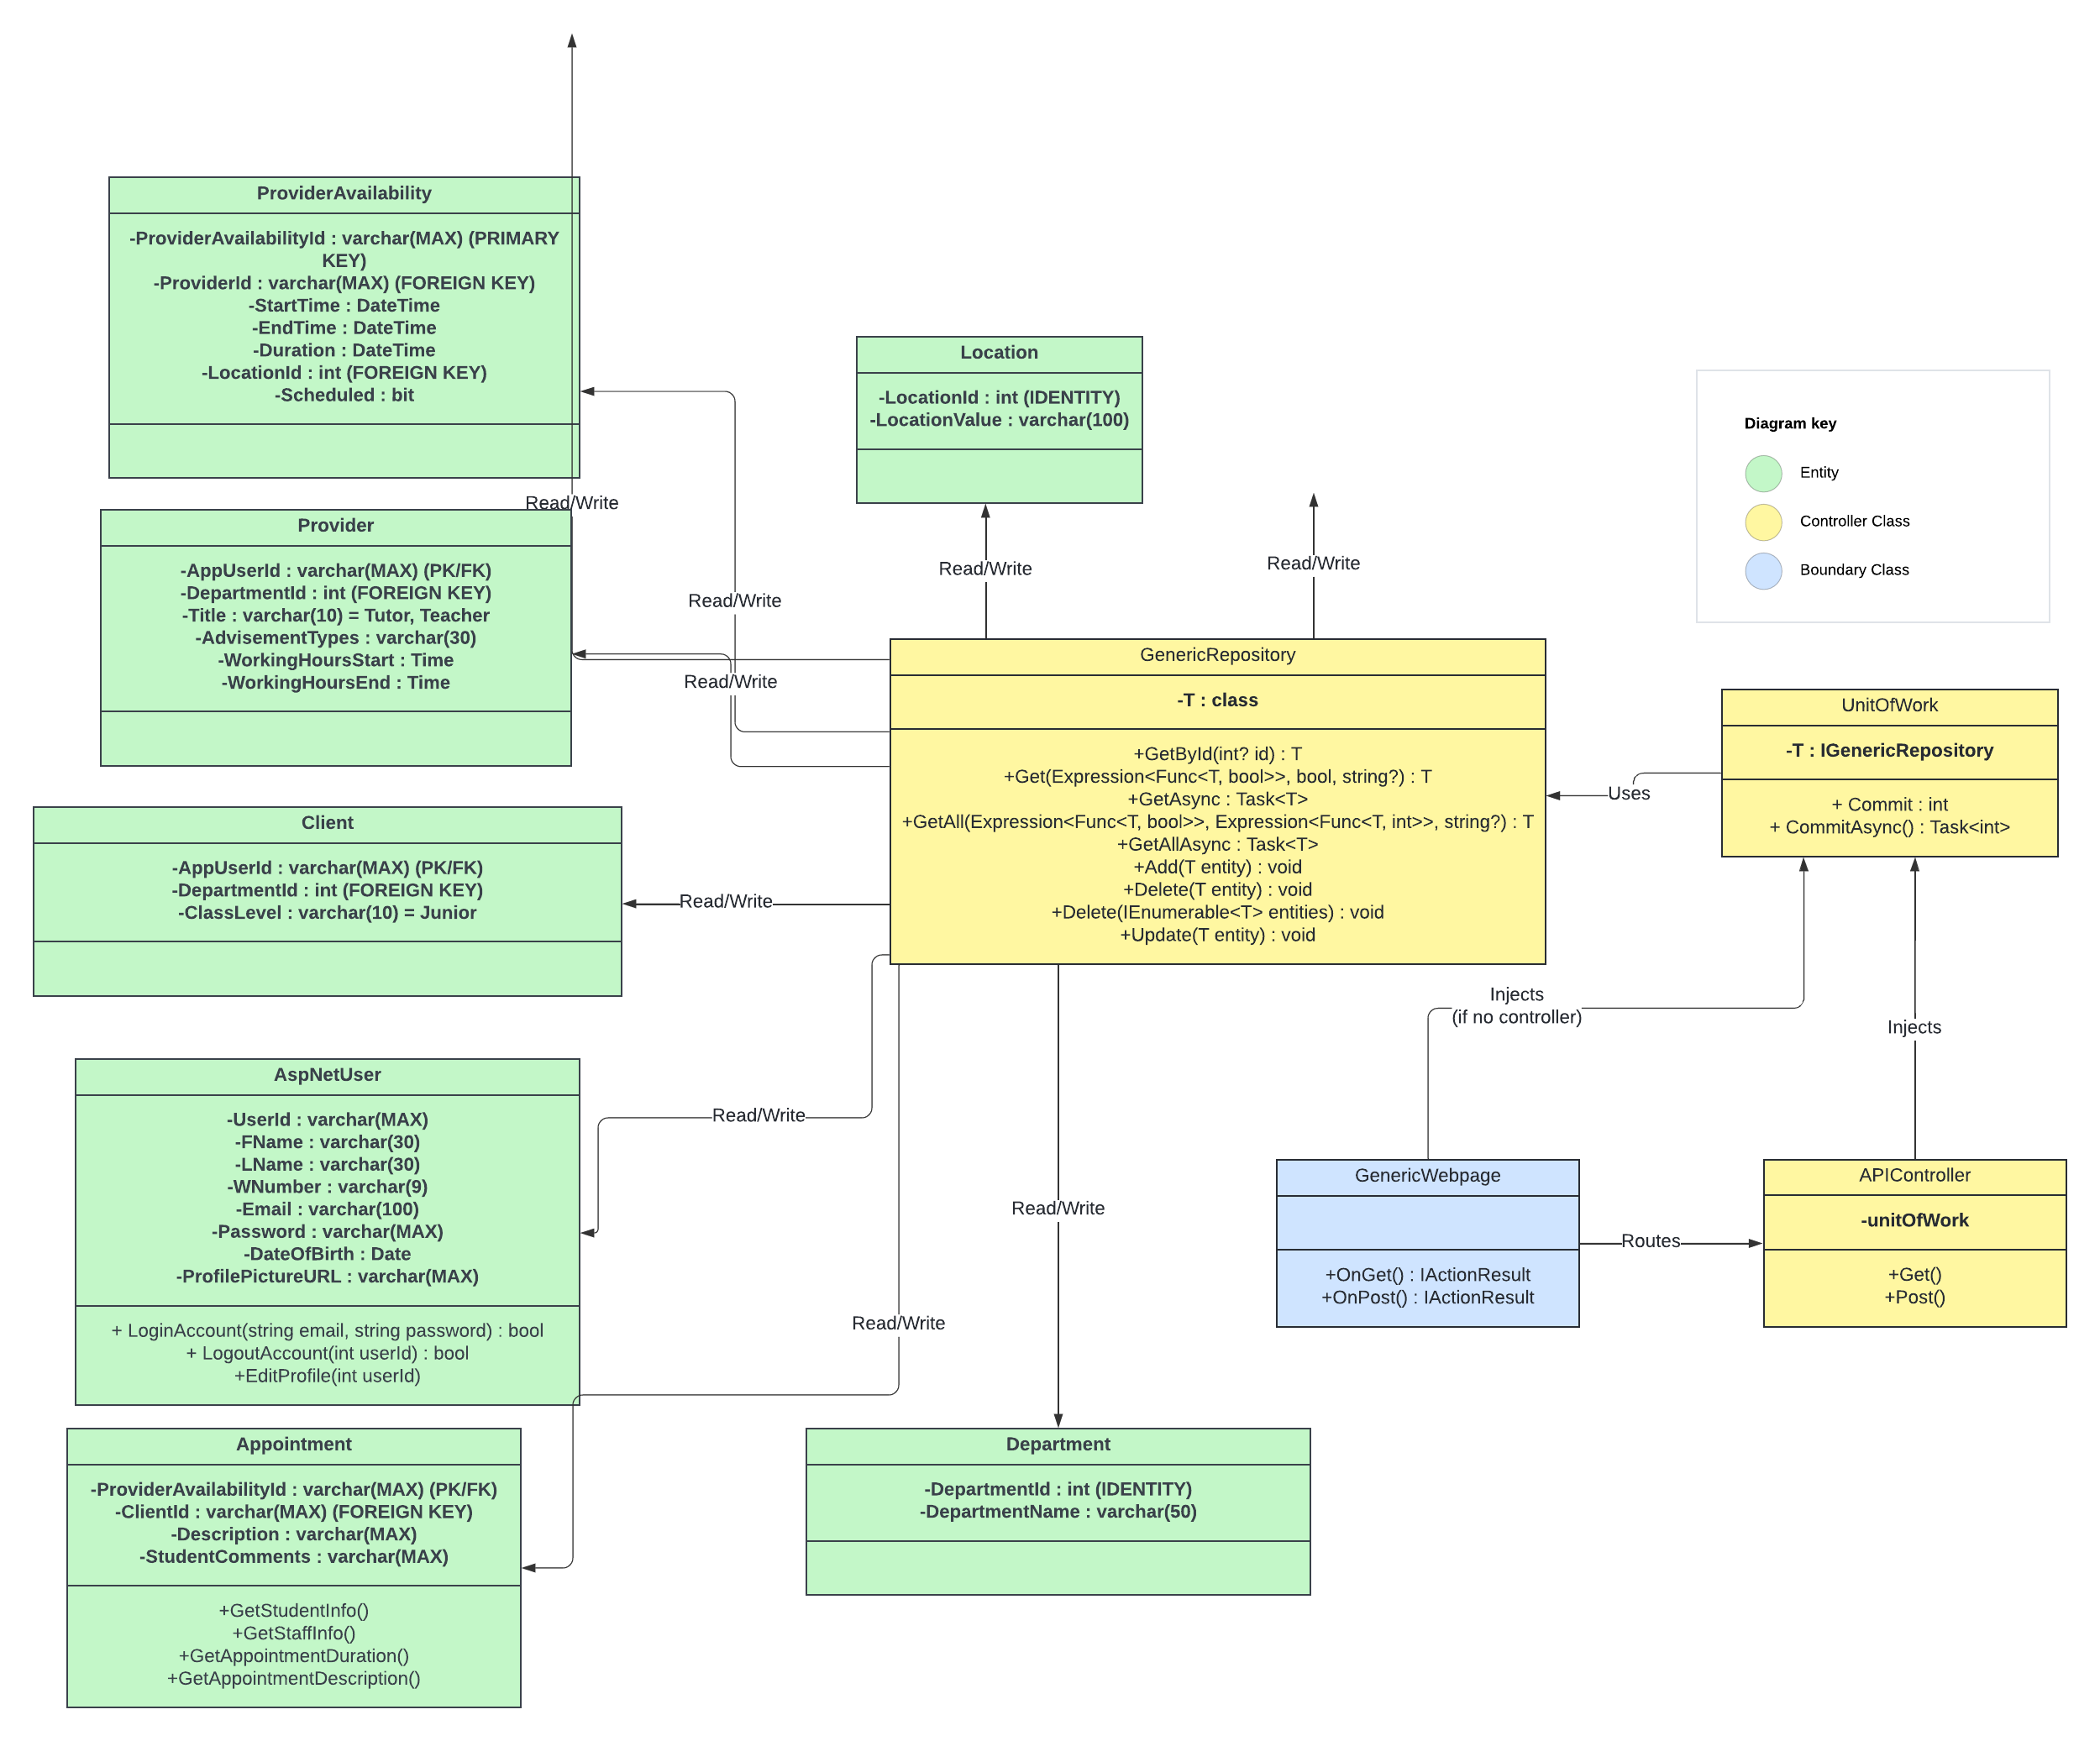 ProviderAvailability
-ProviderAvailabilityId : varchar(MAX) (PRIMARY
KEY)
-ProviderId : varchar(MAX) (FOREIGN KEY)
-StartTime : DateTime
-EndTime : DateTime
-Duration : DateTime
-LocationId : int (FOREIGN KEY)
-Scheduled : bit
Read/Write
Provider
-AppUserId : varchar(MAX) (PK/FK)
-DepartmentId : int (FOREIGN KEY)
-Title : varchar(10) = Tutor, Teacher
-AdvisementTypes : varchar(30)
-WorkingHoursStart : Time
-WorkingHoursEnd : Time
Read/Write
Read/Write
Location
-LocationId : int (IDENTITY)
-LocationValue : varchar(100)
Read/Write
Read/Write
Diagram key
Entity
Controller Class
Boundary Class
GenericRepository
-T : class
+GetById(int? id) : T
+Get(Expression<Func<T, bool>>, bool, string?) : T
+GetAsync : Task<T>
+GetAll(Expression<Func<T, bool>>, Expression<Func<T, int>>, string?) : T
+GetAllAsync : Task<T>
+Add(T entity) : void
+Delete(T entity) : void
+Delete(IEnumerable<T> entities) : void
+Update(T entity) : void
Uses
UnitOfWork
-T : IGenericRepository
+ Commit : int
+ CommitAsync() : Task<int>
Client
-AppUserId : varchar(MAX) (PK/FK)
-DepartmentId : int (FOREIGN KEY)
-ClassLevel : varchar(10) = Junior
Read/Write
Injects
(if no controller)
Injects
AspNetUser
-UserId : varchar(MAX)
-FName : varchar(30)
-LName : varchar(30)
-WNumber : varchar(9)
-Email : varchar(100)
-Password : varchar(MAX)
-DateOfBirth : Date
-ProfilePictureURL : varchar(MAX)
+ LoginAccount(string email, string password) : bool
+ LogoutAccount(int userId) : bool
+EditProfile(int userId)
Read/Write
Read/Write
Read/Write
GenericWebpage
+OnGet() : IActionResult
+OnPost() : IActionResult
Routes
APIController
-unitOfWork
+Get()
+Post()
Appointment
-ProviderAvailabilityId : varchar(MAX) (PK/FK)
-ClientId : varchar(MAX) (FOREIGN KEY)
-Description : varchar(MAX)
-StudentComments : varchar(MAX)
+GetStudentInfo()
+GetStaffInfo()
+GetAppointmentDuration()
+GetAppointmentDescription()
Department
-DepartmentId : int (IDENTITY)
-DepartmentName : varchar(50)